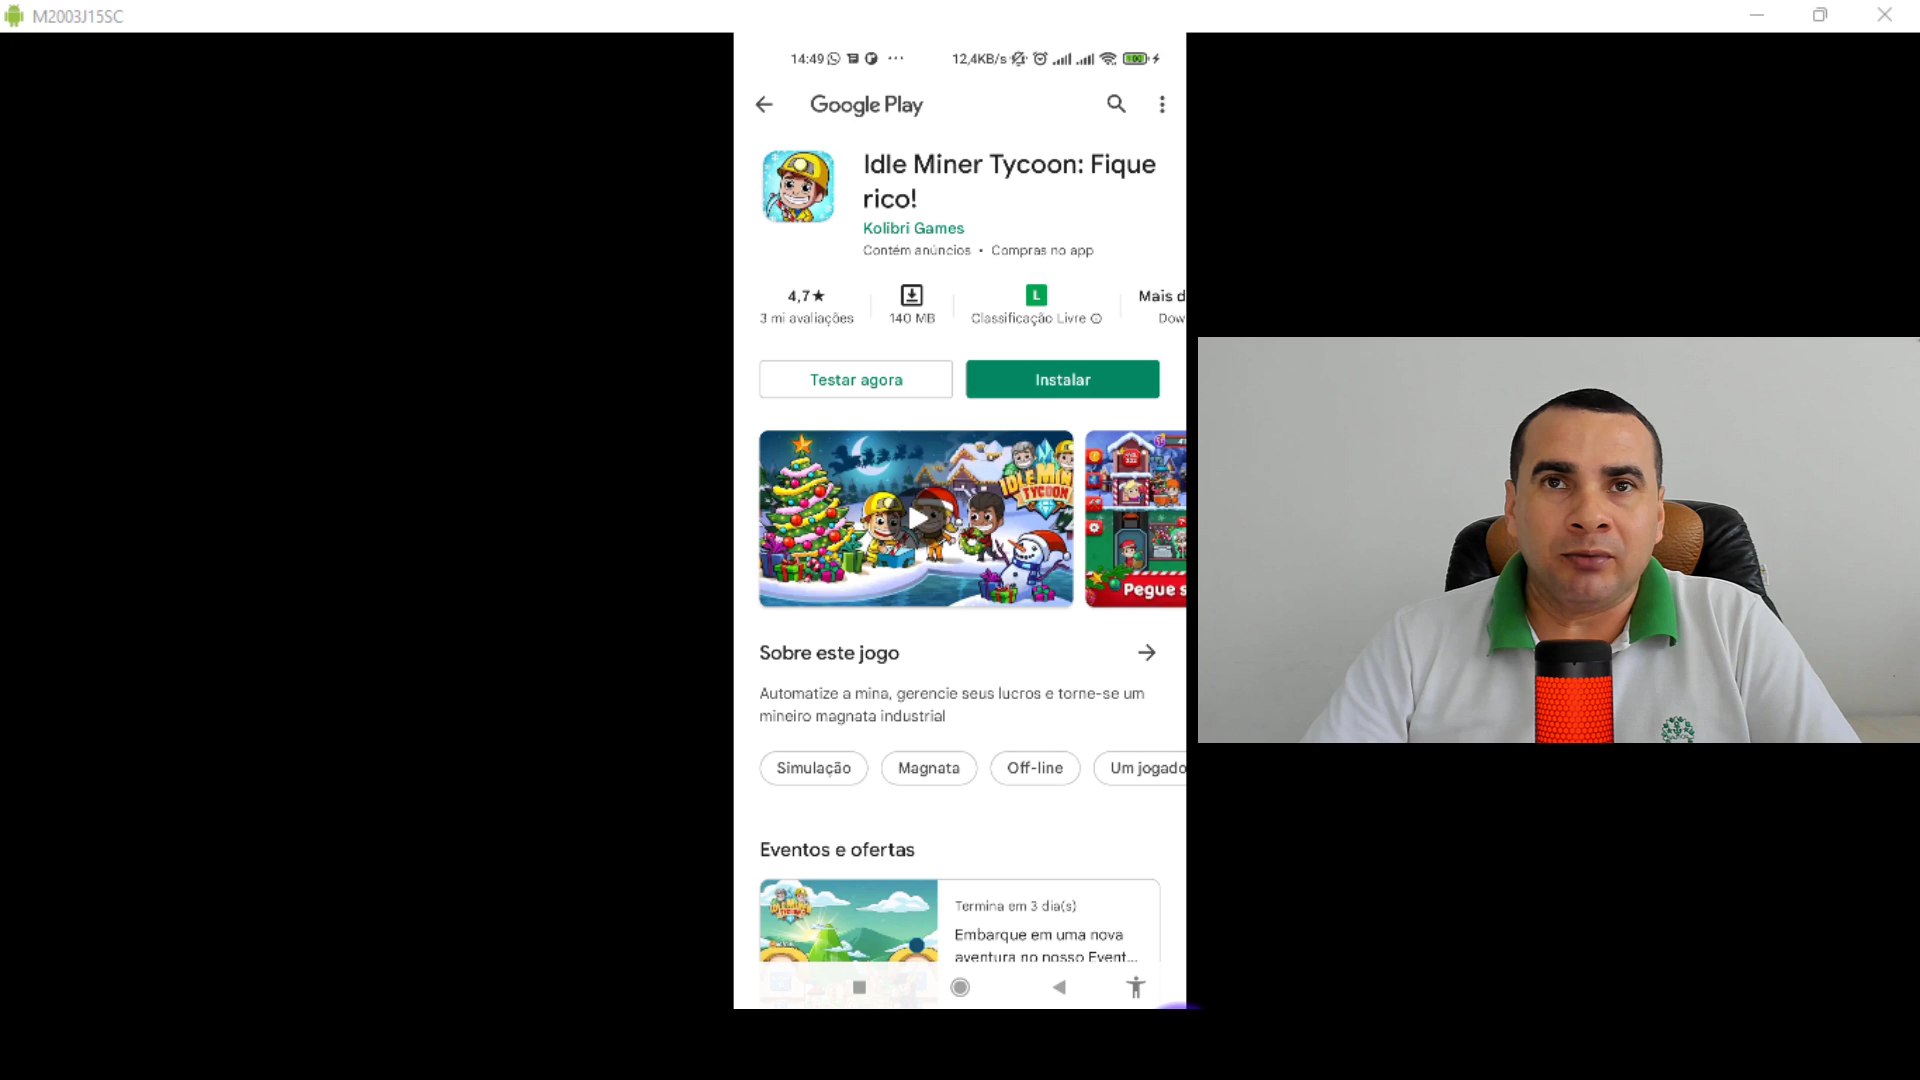 M2003J15SC
14:49
12,4KB/s
Google Play
Idle Miner Tycoon: Fique
rico!
Kolibri Games
Contém anúncios • Compras no app
4,7★
3 mi avaliações
140 MB
L
Classificação Livre
Mais d
Dow
Testar agora
Instalar
IDLE MIN
TYCOON
Pegue s
Sobre este jogo
Automatize a mina, gerencie seus lucros e torne-se um
mineiro magnata industrial
Simulação
Magnata
Off-line
Um jogado
Eventos e ofertas
IDLE MINER
TYCOON
Termina em 3 dia(s)
Embarque em uma nova
aventura no nosso Event...